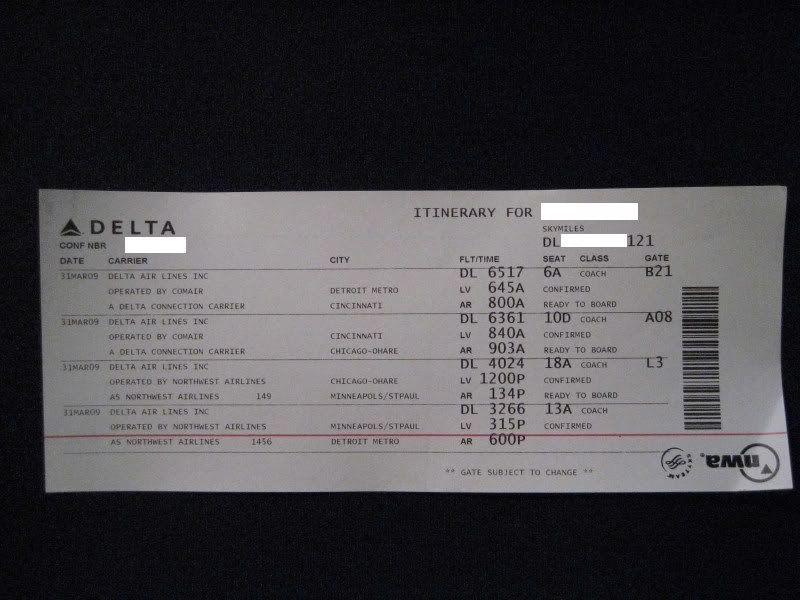 ITINERARY FOR
DELTA
SKYMILES
CONF NBR
DL 121
DATE CARRIER CITY FLT/TIME SEAT CLASS GATE
31MAR09 DELTA AIR LINES INC DL 6517 6A COACH B21
OPERATED BY COMAIR DETROIT METRO LV 645A CONFIRMED
A DELTA CONNECTION CARRIER CINCINNATI AR 800A READY TO BOARD
31MAR09 DELTA AIR LINES INC DL 6361 10D COACH A08
OPERATED BY COMAIR CINCINNATI LV 840A CONFIRMED
A DELTA CONNECTION CARRIER CHICAGO-OHARE AR 903A READY TO BOARD
31MAR09 DELTA AIR LINES INC DL 4024 18A COACH L3
OPERATED BY NORTHWEST AIRLINES CHICAGO-OHARE LV 1200P CONFIRMED
AS NORTHWEST AIRLINES 149 MINNEAPOLS/STPAUL AR 134P READY TO BOARD
31MAR09 DELTA AIR LINES INC DL 3266 13A COACH
OPERATED BY NORTHWEST AIRLINES MINNEAPOLS/STPAUL LV 315P CONFIRMED
AS NORTHWEST AIRLINES 1456 DETROIT METRO AR 600P
** GATE SUBJECT TO CHANGE **
SKYTEAM
nwa